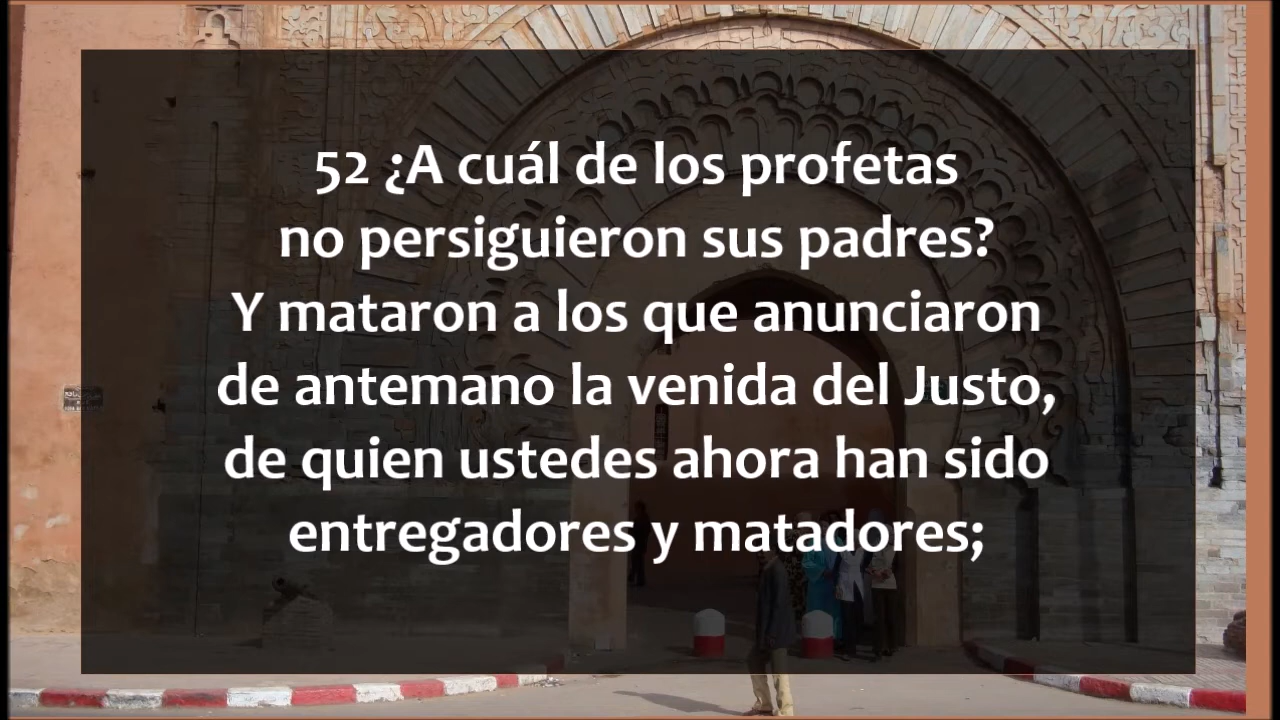 52 ¿A cuál de los profetas
no persiguieron sus padres?
Y mataron a los que anunciaron
de antemano la venida del Justo,
de quien ustedes ahora han sido
entregadores y matadores;